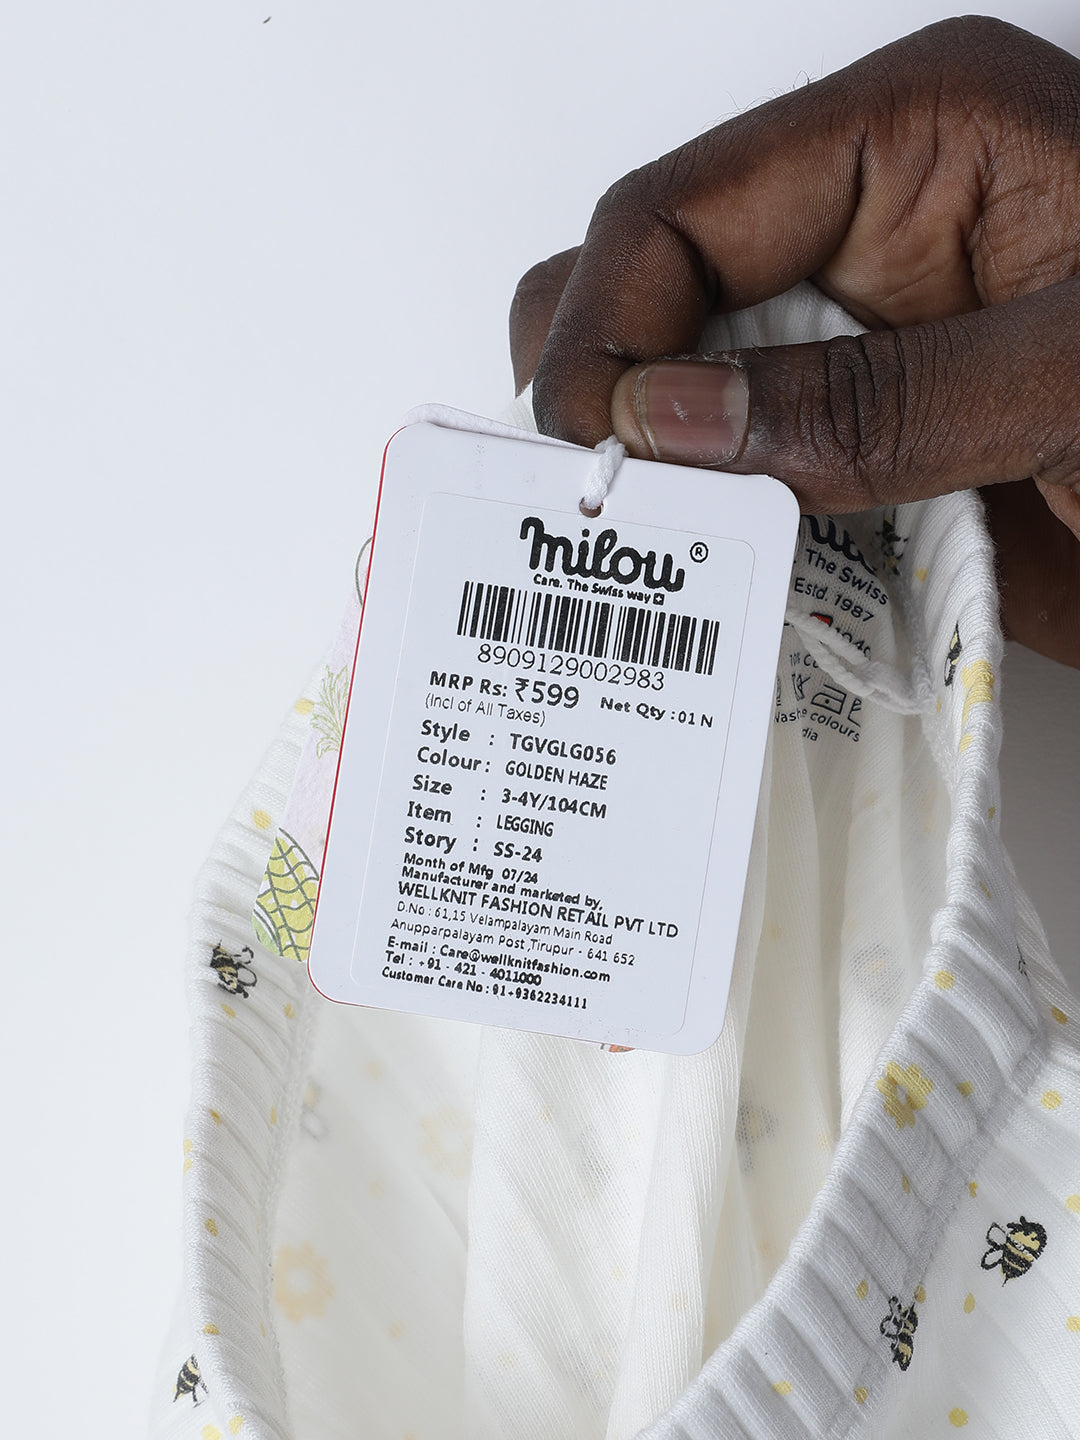 milou ®
Care. The Swiss way
8909129002983
MRP Rs: ₹599 Net Qty : 01 N
(Incl of All Taxes)
Style : TGVGLG056
Colour : GOLDEN HAZE
Size : 3-4Y/104CM
Item : LEGGING
Story : SS-24
Month of Mfg 07/24
Manufacturer and marketed by,
WELLKNIT FASHION RETAIL PVT LTD
D.No : 61,15 Velampalayam Main Road
Anupparpalayam Post ,Tirupur - 641 652
E-mail : Care@wellknitfashion.com
Tel : +91 - 421 - 4011000
Customer Care No : 91+9362234111
The Swiss
Estd. 1987
colours